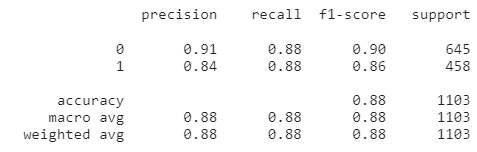 precision recall f1-score support
0 0.91 0.88 0.90 645
1 0.84 0.88 0.86 458
accuracy 0.88 1103
macro avg 0.88 0.88 0.88 1103
weighted avg 0.88 0.88 0.88 1103